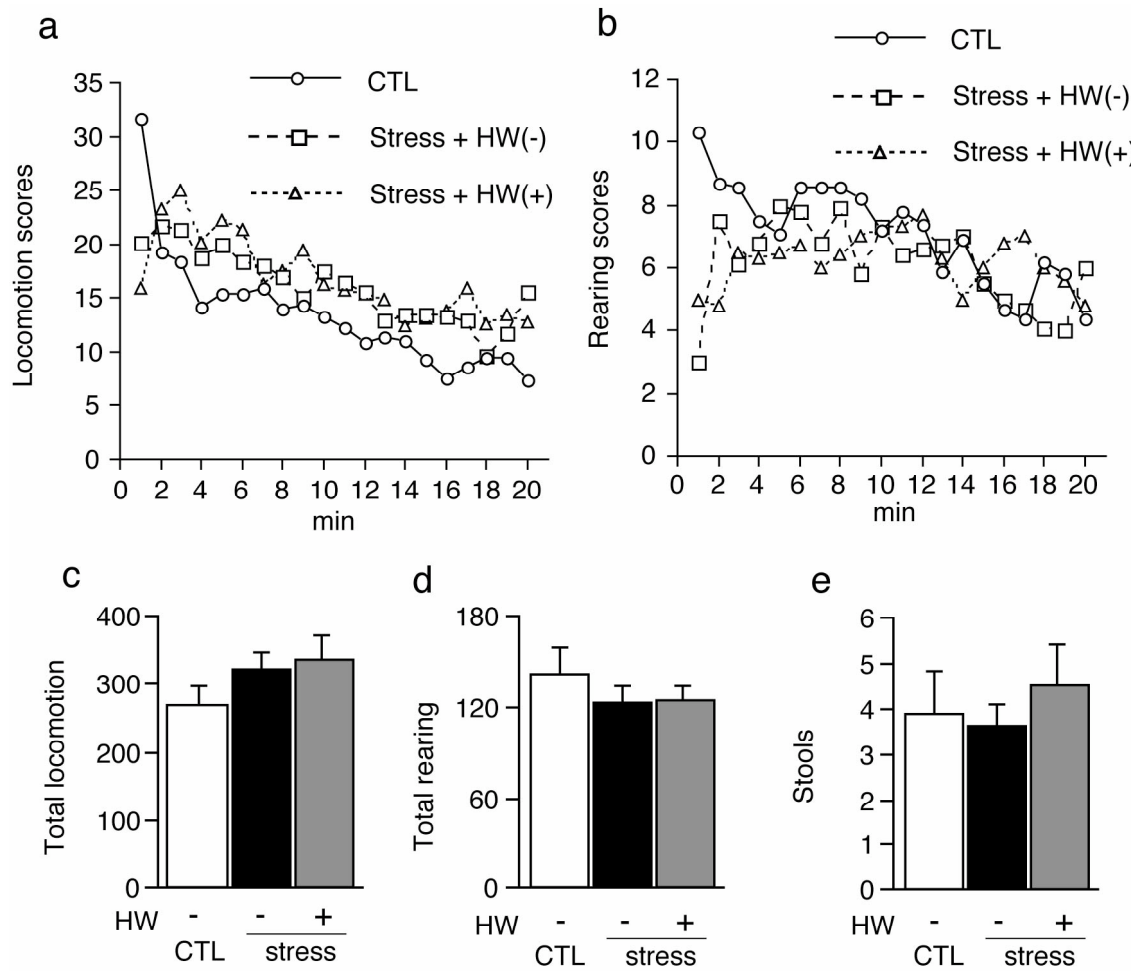 a
35
30
25
20
15
10
5
0
Locomotion scores
0 2 4 6 8 10 12 14 16 18 20
min
CTL
Stress + HW(-)
Stress + HW(+)
b
12
10
8
6
4
2
0
Rearing scores
0 2 4 6 8 10 12 14 16 18 20
min
CTL
Stress + HW(-)
Stress + HW(+)
c
400
300
200
100
0
Total locomotion
HW - - +
CTL stress
d
180
120
60
0
Total rearing
HW - - +
CTL stress
e
6
5
4
3
2
1
0
Stools
HW - - +
CTL stress